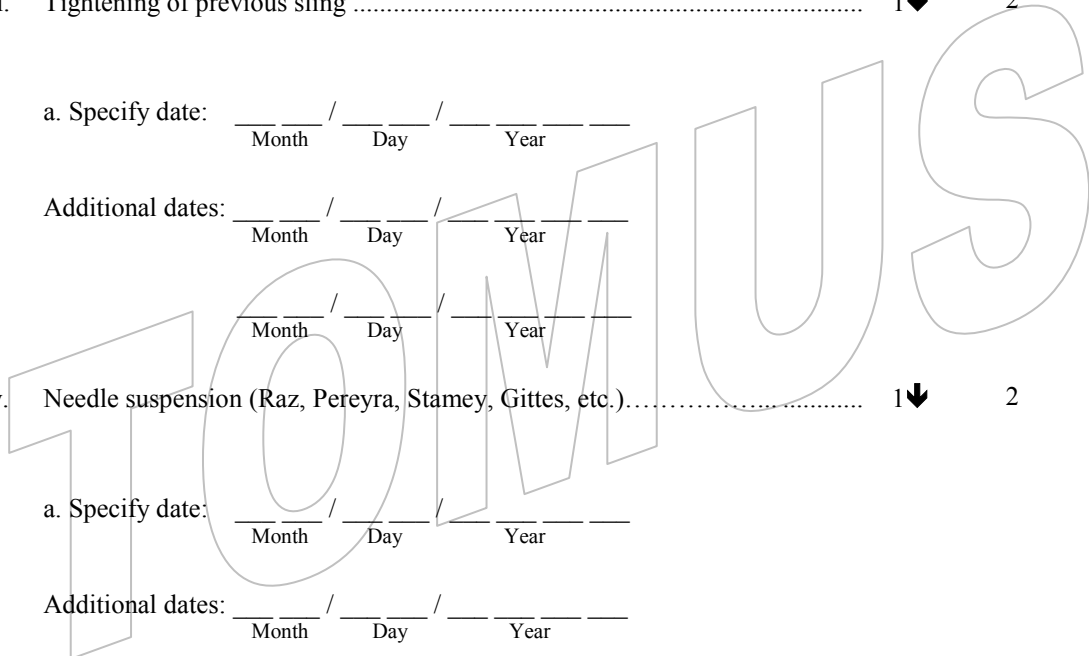 Tightening of previous sling ............................................................................. 1 2
a. Specify date: ___ ___ / ___ ___ / ___ ___ ___ ___
Month Day Year
Additional dates: ___ ___ / ___ ___ / ___ ___ ___ ___
Month Day Year
___ ___ / ___ ___ / ___ ___ ___ ___
Month Day Year
Needle suspension (Raz, Pereyra, Stamey, Gittes, etc.)…………….... ............ 1🡻 2
a. Specify date: ___ ___ / ___ ___ / ___ ___ ___ ___
Month Day Year
Additional dates: ___ ___ / ___ ___ / ___ ___ ___ ___
Month Day Year
TOMUS